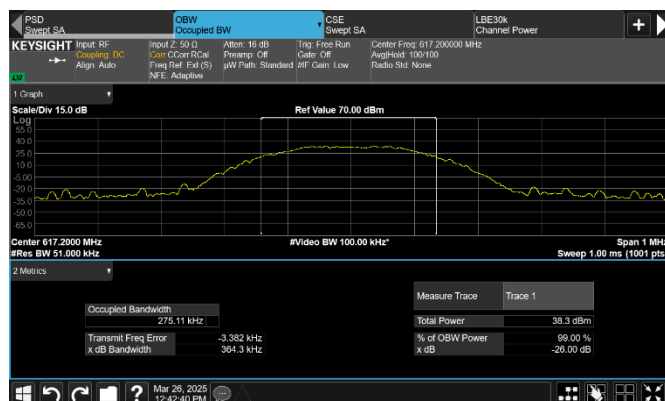 PSD
Swept SA
OBW
Occupied BW
CSE
Swept SA
LBE30k
Channel Power
KEYSIGHT
Input: RF
Coupling: DC
Align: Auto
Input Z: 50 Ω
Corr CCorr RCal
Freq Ref: Ext (S)
NFE: Adaptive
Atten: 16 dB
Preamp: Off
µW Path: Standard
Trig: Free Run
Gate: Off
#IF Gain: Low
Center Freq: 617.200000 MHz
Avg|Hold: 100/100
Radio Std: None
1 Graph
Scale/Div 15.0 dB
Ref Value 70.00 dBm
Log
55.0
40.0
25.0
10.0
-5.00
-20.0
-35.0
-50.0
-65.0
Center 617.2000 MHz
#Video BW 100.00 kHz*
Span 1 MHz
#Res BW 51.000 kHz
Sweep 1.00 ms (1001 pts)
2 Metrics
Measure Trace
Trace 1
Occupied Bandwidth
275.11 kHz
Total Power
38.3 dBm
Transmit Freq Error
-3.382 kHz
% of OBW Power
99.00 %
x dB Bandwidth
364.3 kHz
x dB
-26.00 dB
Mar 26, 2025
12:42:40 PM